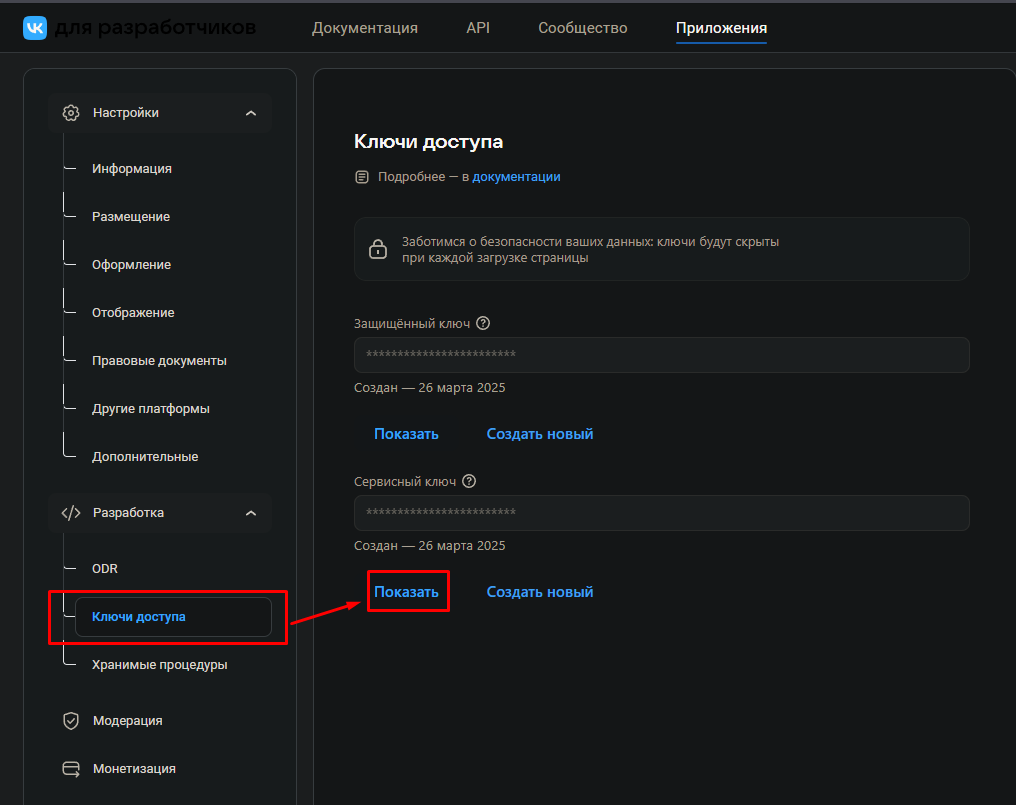 для разработчиков
Документация
API
Сообщество
Приложения
Настройки
Информация
Размещение
Оформление
Отображение
Правовые документы
Другие платформы
Дополнительные
Разработка
ODR
Ключи доступа
Хранимые процедуры
Модерация
Монетизация
Ключи доступа
Подробнее — в документации
Заботимся о безопасности ваших данных: ключи будут скрыты
при каждой загрузке страницы
Защищённый ключ
************************
Создан — 26 марта 2025
Показать
Создать новый
Сервисный ключ
************************
Создан — 26 марта 2025
Показать
Создать новый